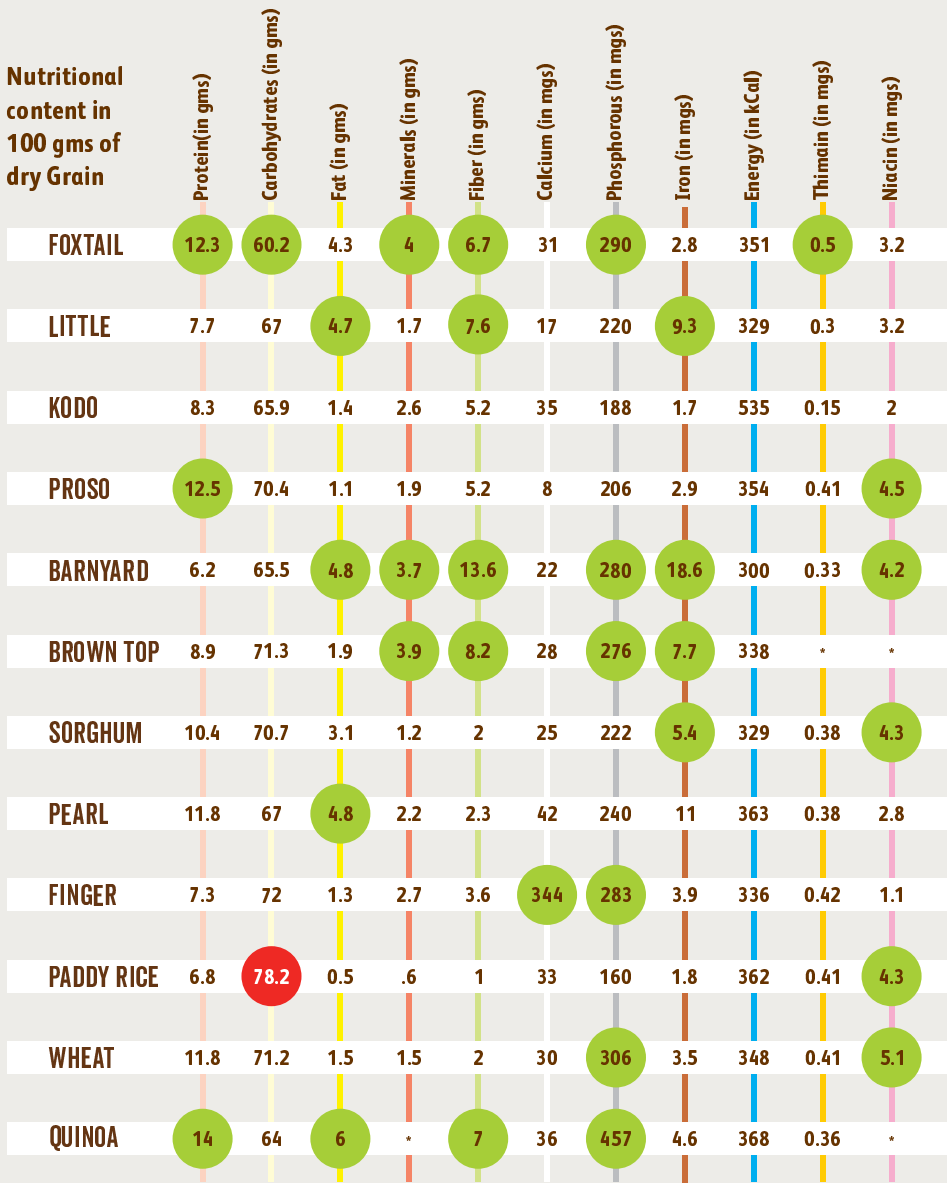 Nutritional
content in
100 gms of
dry Grain
Protein(in gms)
Carbohydrates (in gms)
Fat (in gms)
Minerals (in gms)
Fiber (in gms)
Calcium (in mgs)
Phosphorous (in mgs)
Iron (in mgs)
Energy (in kCal)
Thimain (in mgs)
Niacin (in mgs)
FOXTAIL 12.3 60.2 4.3 4 6.7 31 290 2.8 351 0.5 3.2
LITTLE 7.7 67 4.7 1.7 7.6 17 220 9.3 329 0.3 3.2
KODO 8.3 65.9 1.4 2.6 5.2 35 188 1.7 535 0.15 2
PROSO 12.5 70.4 1.1 1.9 5.2 8 206 2.9 354 0.41 4.5
BARNYARD 6.2 65.5 4.8 3.7 13.6 22 280 18.6 300 0.33 4.2
BROWN TOP 8.9 71.3 1.9 3.9 8.2 28 276 7.7 338 * *
SORGHUM 10.4 70.7 3.1 1.2 2 25 222 5.4 329 0.38 4.3
PEARL 11.8 67 4.8 2.2 2.3 42 240 11 363 0.38 2.8
FINGER 7.3 72 1.3 2.7 3.6 344 283 3.9 336 0.42 1.1
PADDY RICE 6.8 78.2 0.5 .6 1 33 160 1.8 362 0.41 4.3
WHEAT 11.8 71.2 1.5 1.5 2 30 306 3.5 348 0.41 5.1
QUINOA 14 64 6 * 7 36 457 4.6 368 0.36 *